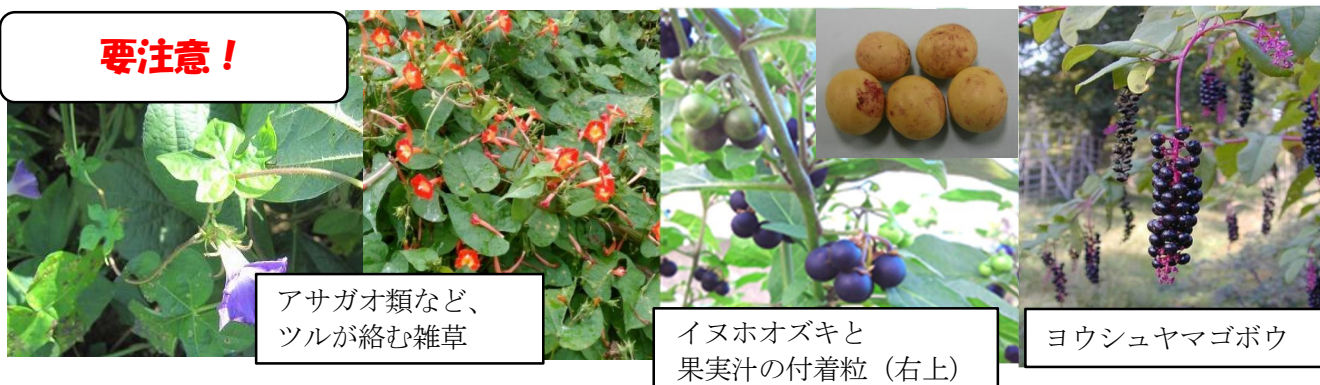 要注意！
アサガオ類など、
ツルが絡む雑草
イヌホオズキと
果実汁の付着粒（右上）
ヨウシュヤマゴボウ